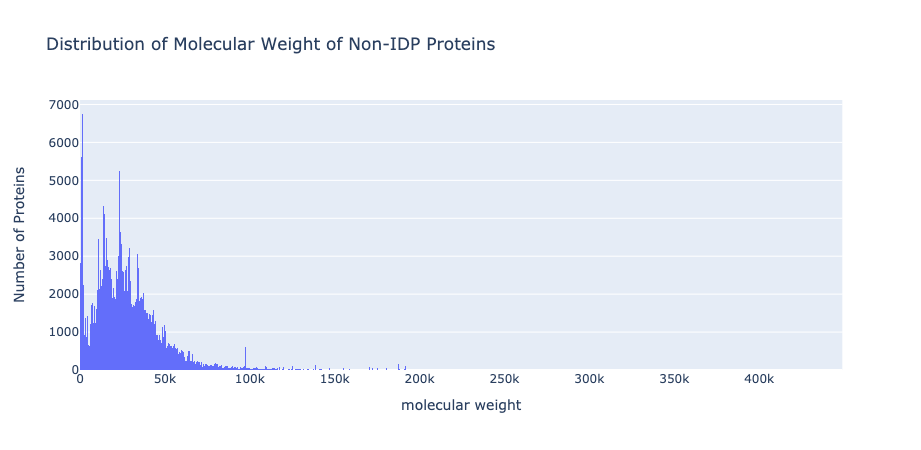 Distribution of Molecular Weight of Non-IDP Proteins
7000
6000
5000
4000
3000
2000
1000
0
Number of Proteins
0 50k 100k 150k 200k 250k 300k 350k 400k
molecular weight